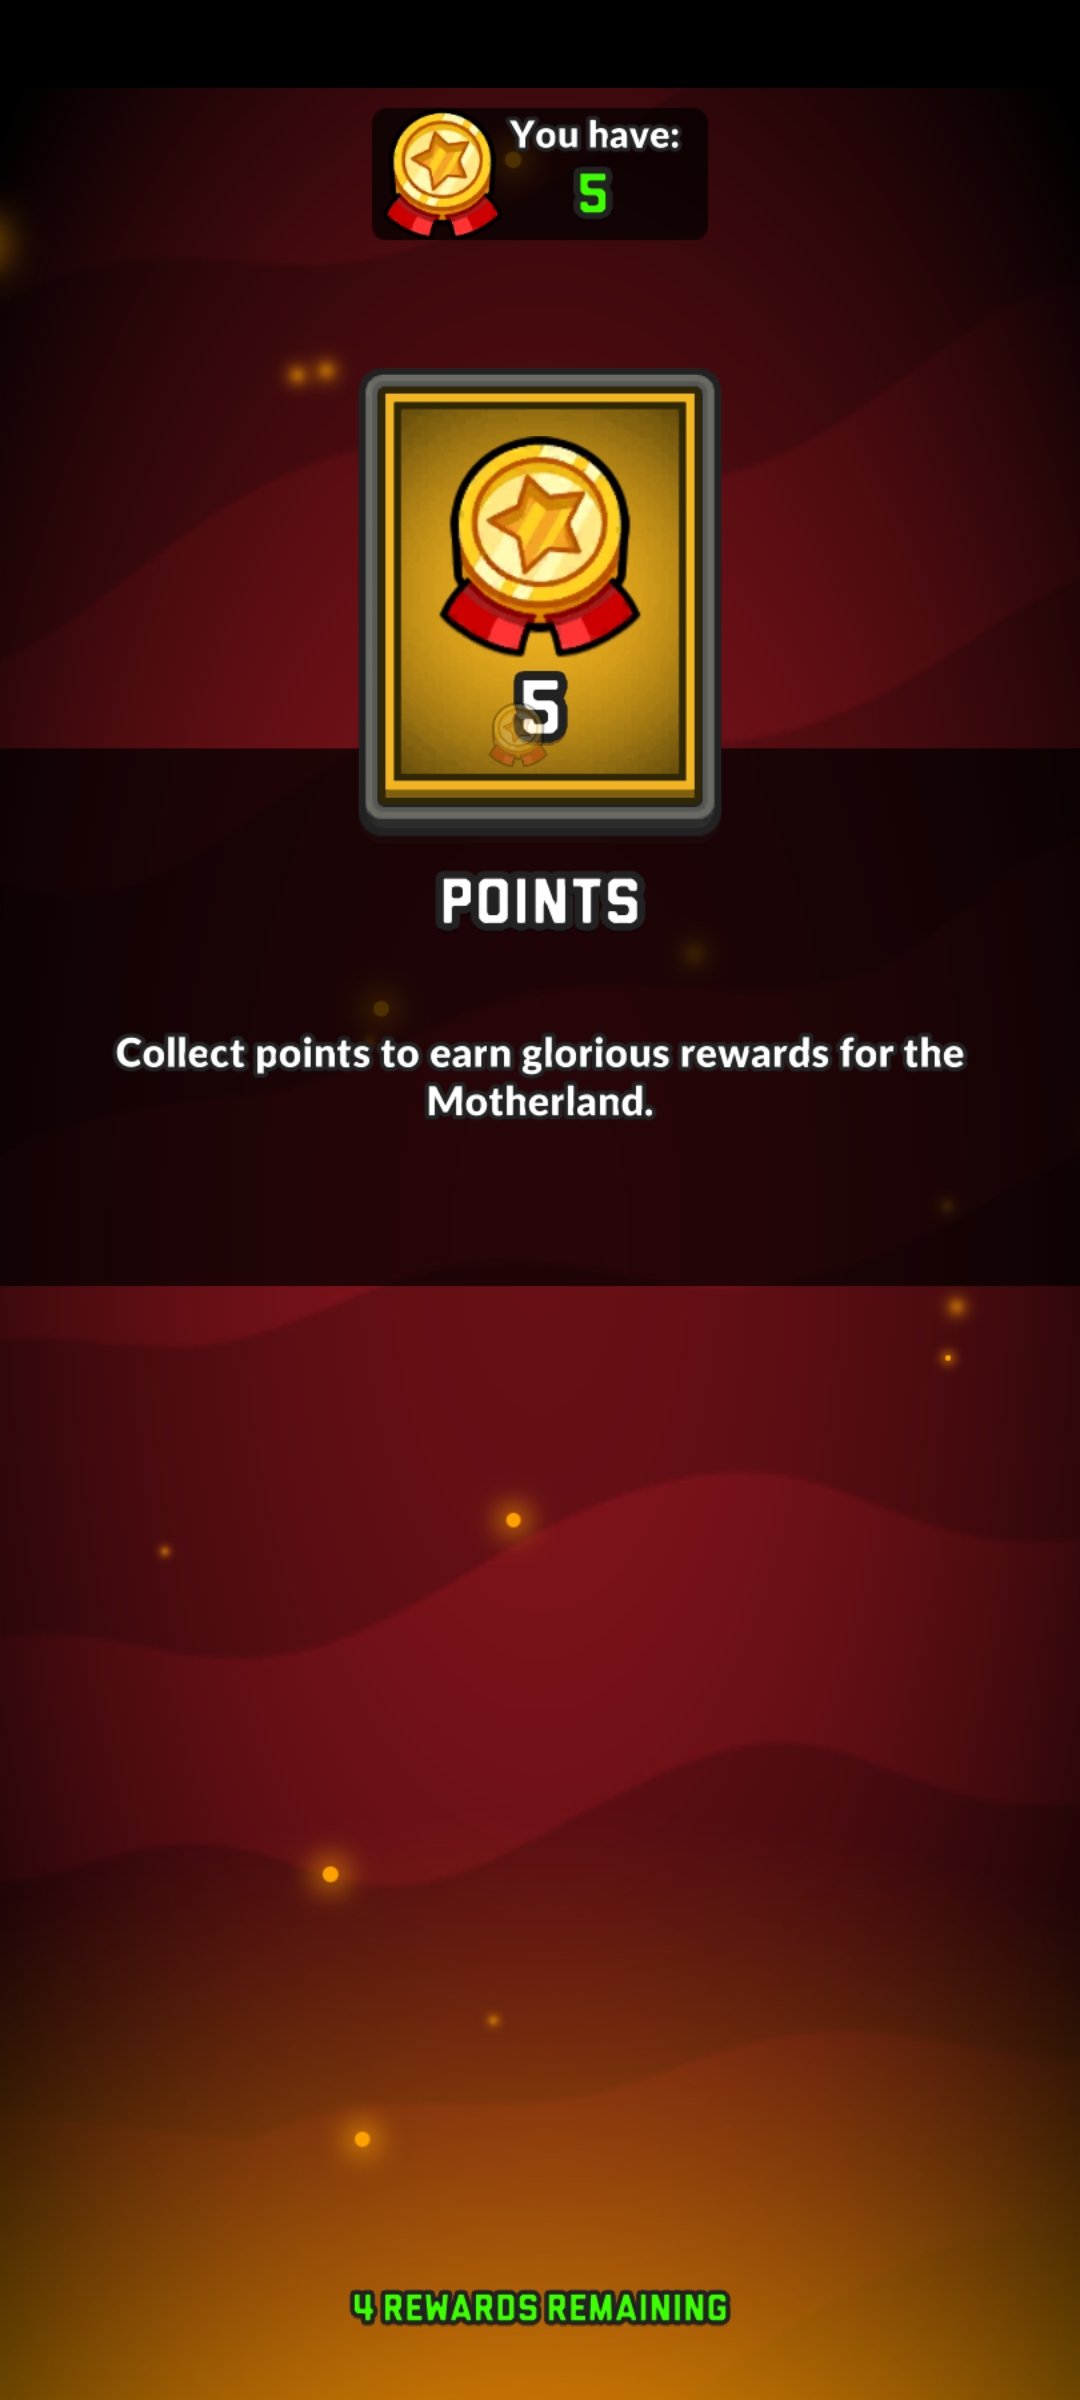 You have:
5
5
POINTS
Collect points to earn glorious rewards for the
Motherland.
4 REWARDS REMAINING